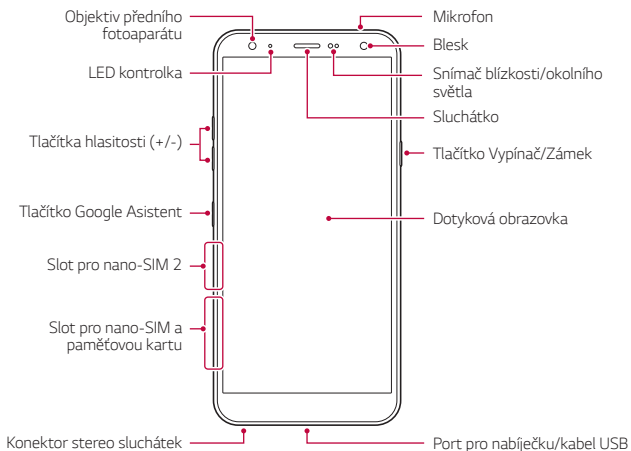 Objektiv předního
fotoaparátu
LED kontrolka
Tlačítka hlasitosti (+/-)
Tlačítko Google Asistent
Slot pro nano-SIM 2
Slot pro nano-SIM a
paměťovou kartu
Konektor stereo sluchátek
Mikrofon
Blesk
Snímač blízkosti/okolního
světla
Sluchátko
Tlačítko Vypínač/Zámek
Dotyková obrazovka
Port pro nabíječku/kabel USB